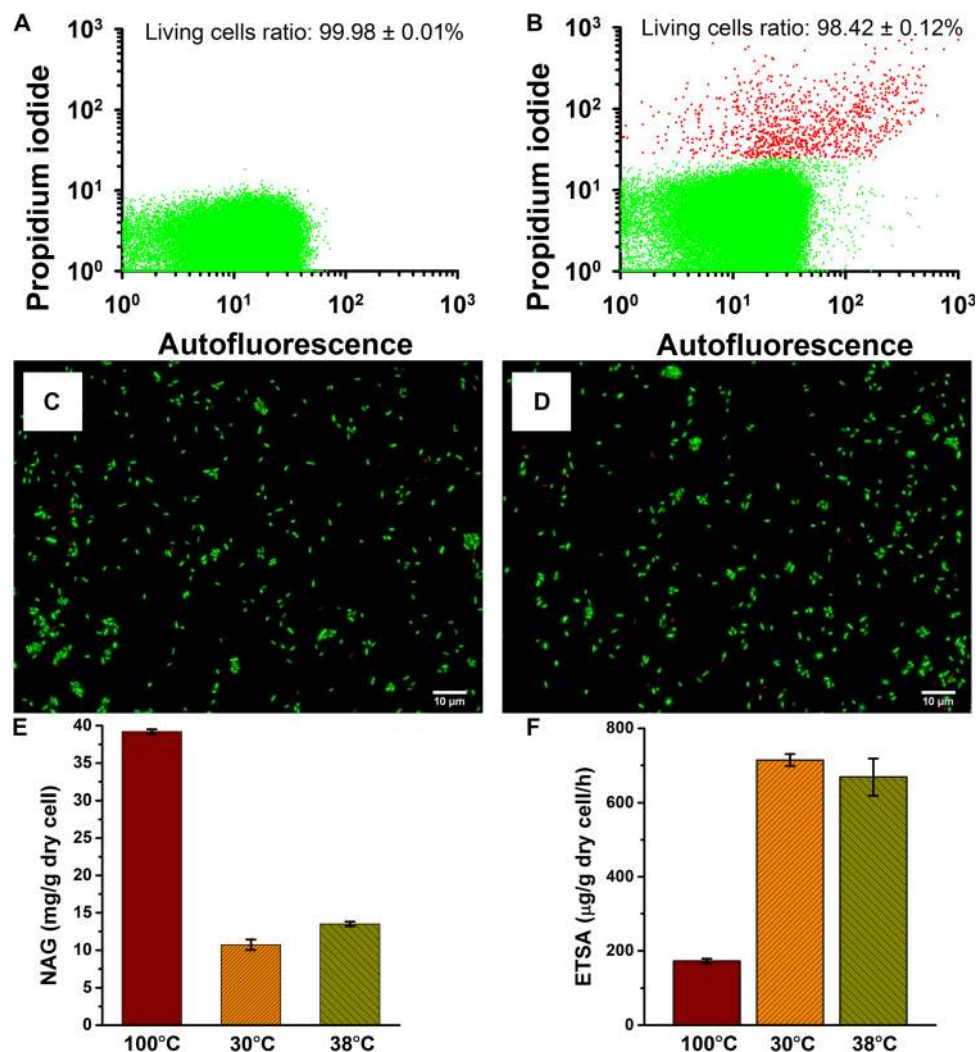 A
Living cells ratio: 99.98 ± 0.01%
Propidium iodide
10³
10²
10¹
10⁰
10⁰ 10¹ 10² 10³
Autofluorescence
B
Living cells ratio: 98.42 ± 0.12%
Propidium iodide
10³
10²
10¹
10⁰
10⁰ 10¹ 10² 10³
Autofluorescence
C
10 µm
D
10 µm
E
NAG (mg/g dry cell)
40
35
30
25
20
15
10
5
0
100°C 30°C 38°C
F
ETSA (µg/g dry cell/h)
800
600
400
200
0
100°C 30°C 38°C